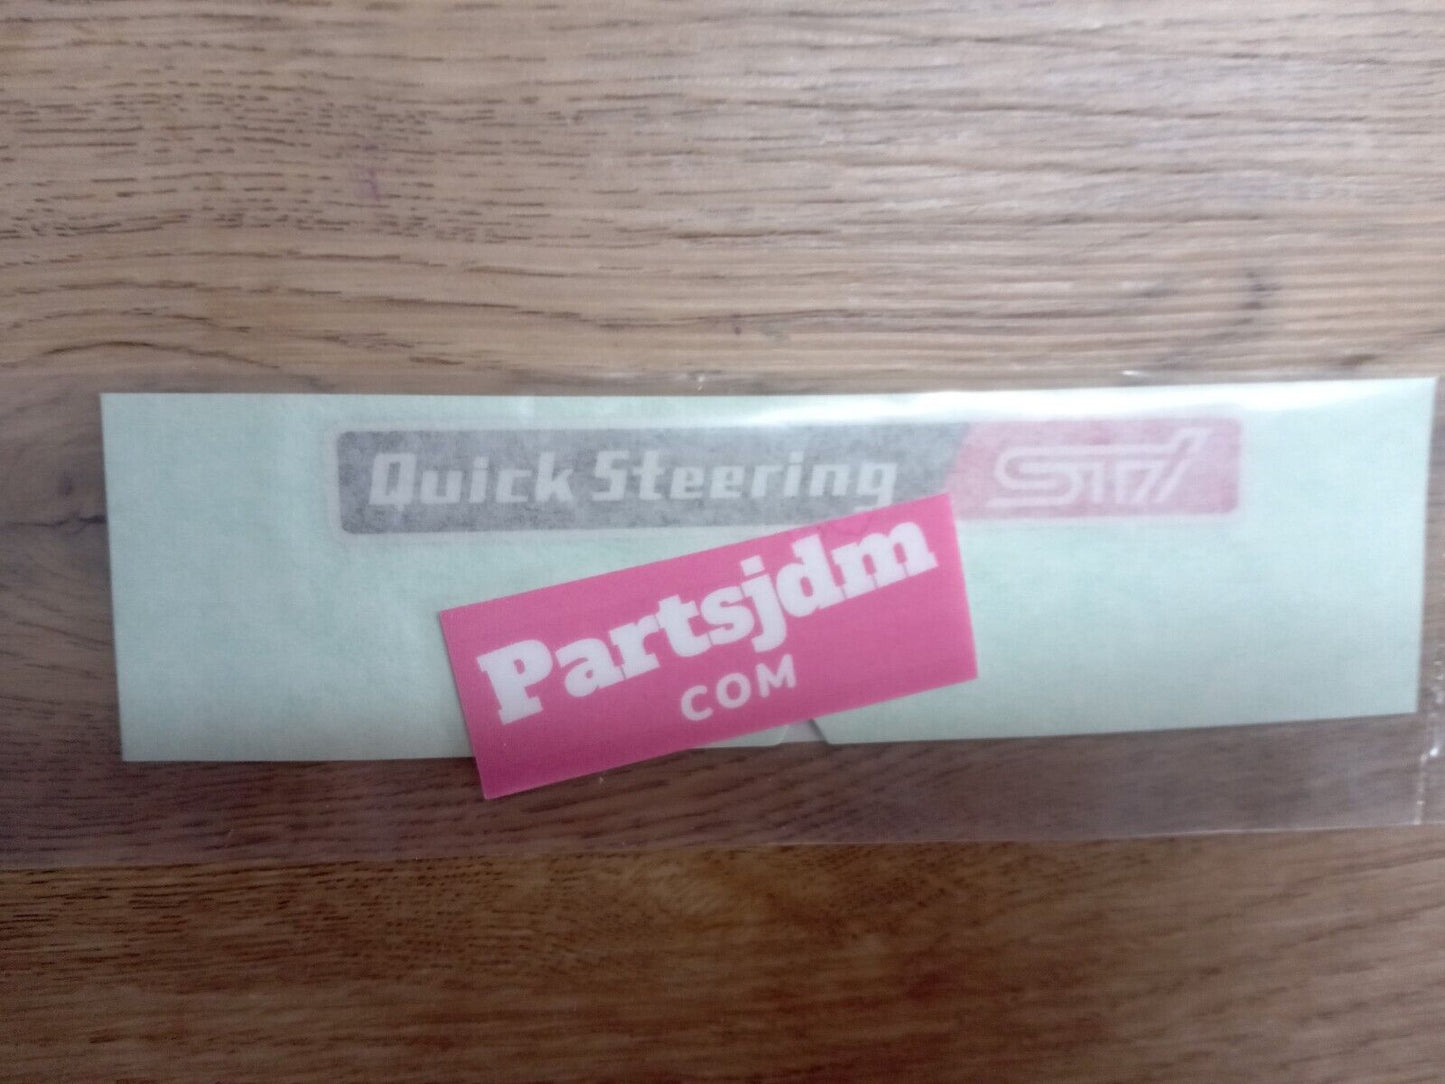 Quick Steering STI
Partsjdm
COM